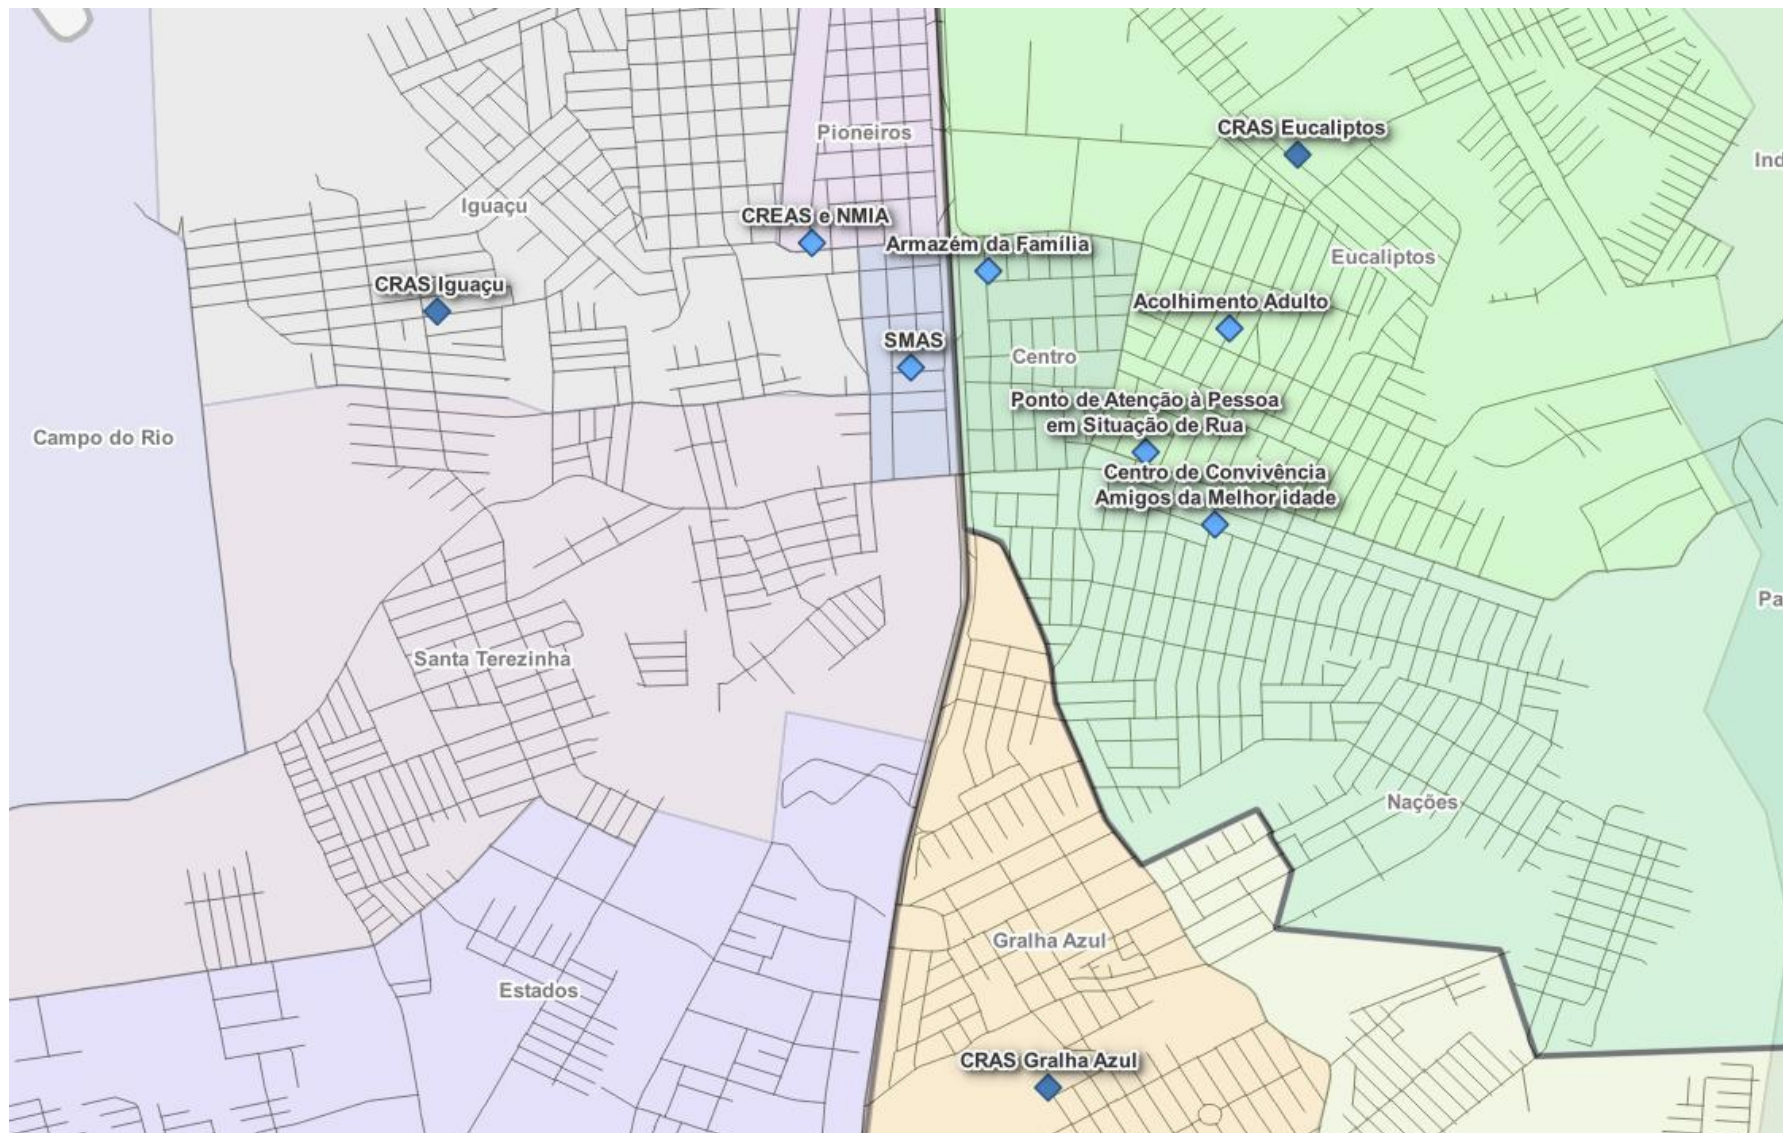 CRAS Eucaliptos
Pioneiros
Ind
Iguaçu
CREAS e NMIA
Armazém da Família
Eucaliptos
CRAS Iguaçu
Acolhimento Adulto
SMAS
Centro
Ponto de Atenção à Pessoa
em Situação de Rua
Campo do Rio
Centro de Convivência
Amigos da Melhor idade
Pa
Santa Terezinha
Nações
Gralha Azul
Estados
CRAS Gralha Azul